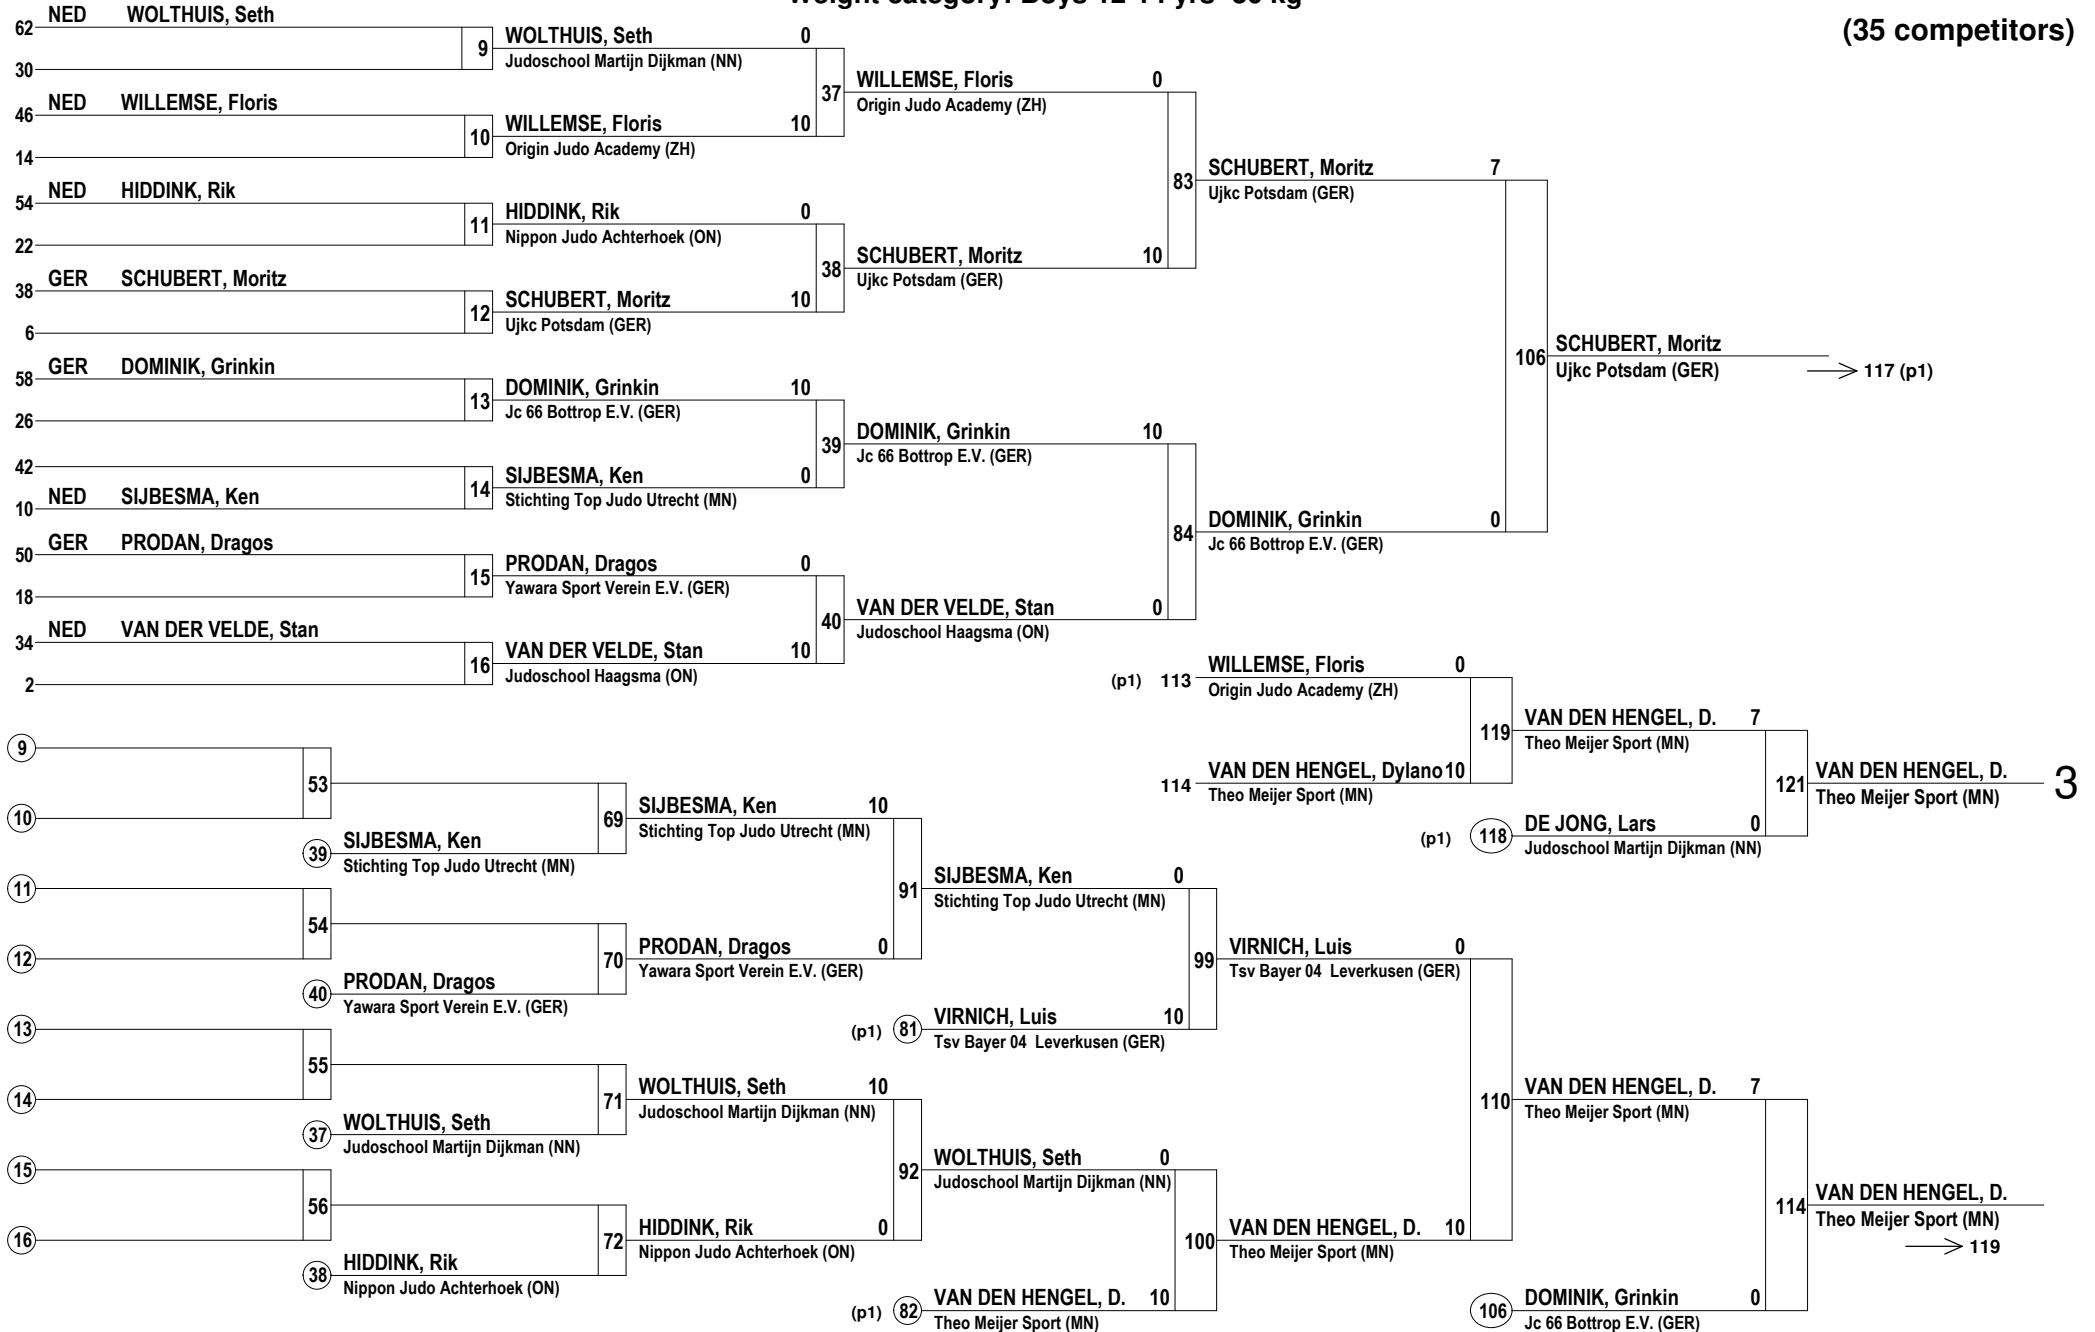 (35 competitors)
62 NED WOLTHUIS, Seth
30
9 WOLTHUIS, Seth 0
Judoschool Martijn Dijkman (NN)
46 NED WILLEMSE, Floris
14
10 WILLEMSE, Floris 10
Origin Judo Academy (ZH)
37 WILLEMSE, Floris 0
Origin Judo Academy (ZH)
54 NED HIDDINK, Rik
22
11 HIDDINK, Rik 0
Nippon Judo Achterhoek (ON)
38 GER SCHUBERT, Moritz
6
12 SCHUBERT, Moritz 10
Ujkc Potsdam (GER)
38 SCHUBERT, Moritz 10
Ujkc Potsdam (GER)
83 SCHUBERT, Moritz 7
Ujkc Potsdam (GER)
58 GER DOMINIK, Grinkin
26
13 DOMINIK, Grinkin 10
Jc 66 Bottrop E.V. (GER)
42
10 NED SIJBESMA, Ken
14 SIJBESMA, Ken 0
Stichting Top Judo Utrecht (MN)
39 DOMINIK, Grinkin 10
Jc 66 Bottrop E.V. (GER)
50 GER PRODAN, Dragos
18
15 PRODAN, Dragos 0
Yawara Sport Verein E.V. (GER)
34 NED VAN DER VELDE, Stan
2
16 VAN DER VELDE, Stan 10
Judoschool Haagsma (ON)
40 VAN DER VELDE, Stan 0
Judoschool Haagsma (ON)
84 DOMINIK, Grinkin 0
Jc 66 Bottrop E.V. (GER)
106 SCHUBERT, Moritz
Ujkc Potsdam (GER)
117 (p1)
(p1) 113 WILLEMSE, Floris 0
Origin Judo Academy (ZH)
114 VAN DEN HENGEL, Dylano 10
Theo Meijer Sport (MN)
119 VAN DEN HENGEL, D. 7
Theo Meijer Sport (MN)
(p1) 118 DE JONG, Lars 0
Judoschool Martijn Dijkman (NN)
121 VAN DEN HENGEL, D. 3
Theo Meijer Sport (MN)
9
10
53
39 SIJBESMA, Ken
Stichting Top Judo Utrecht (MN)
69 SIJBESMA, Ken 10
Stichting Top Judo Utrecht (MN)
11
12
54
40 PRODAN, Dragos
Yawara Sport Verein E.V. (GER)
70 PRODAN, Dragos 0
Yawara Sport Verein E.V. (GER)
91 SIJBESMA, Ken 0
Stichting Top Judo Utrecht (MN)
(p1) 81 VIRNICH, Luis 10
Tsv Bayer 04 Leverkusen (GER)
99 VIRNICH, Luis 0
Tsv Bayer 04 Leverkusen (GER)
13
14
55
37 WOLTHUIS, Seth
Judoschool Martijn Dijkman (NN)
71 WOLTHUIS, Seth 10
Judoschool Martijn Dijkman (NN)
15
16
56
38 HIDDINK, Rik
Nippon Judo Achterhoek (ON)
72 HIDDINK, Rik 0
Nippon Judo Achterhoek (ON)
92 WOLTHUIS, Seth 0
Judoschool Martijn Dijkman (NN)
(p1) 82 VAN DEN HENGEL, D. 10
Theo Meijer Sport (MN)
100 VAN DEN HENGEL, D. 10
Theo Meijer Sport (MN)
110 VAN DEN HENGEL, D. 7
Theo Meijer Sport (MN)
106 DOMINIK, Grinkin 0
Jc 66 Bottrop E.V. (GER)
114 VAN DEN HENGEL, D.
Theo Meijer Sport (MN)
119